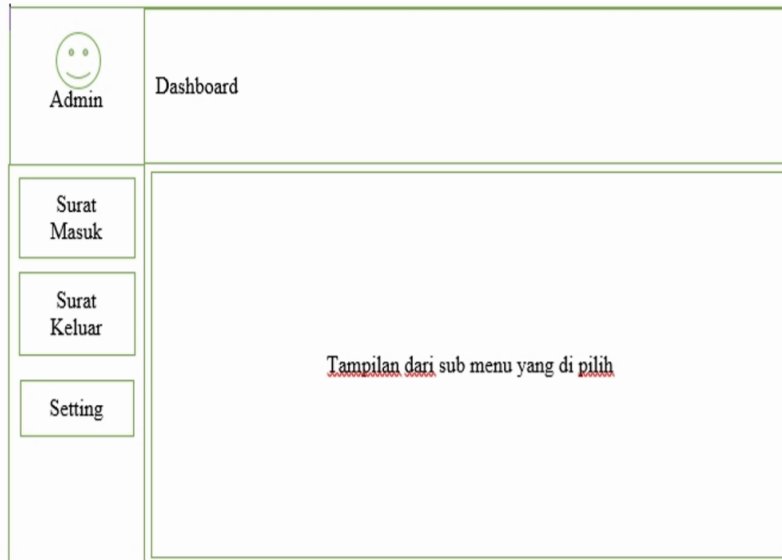 Admin
Dashboard
Surat
Masuk
Surat
Keluar
Setting
Tampilan dari sub menu yang di pilih